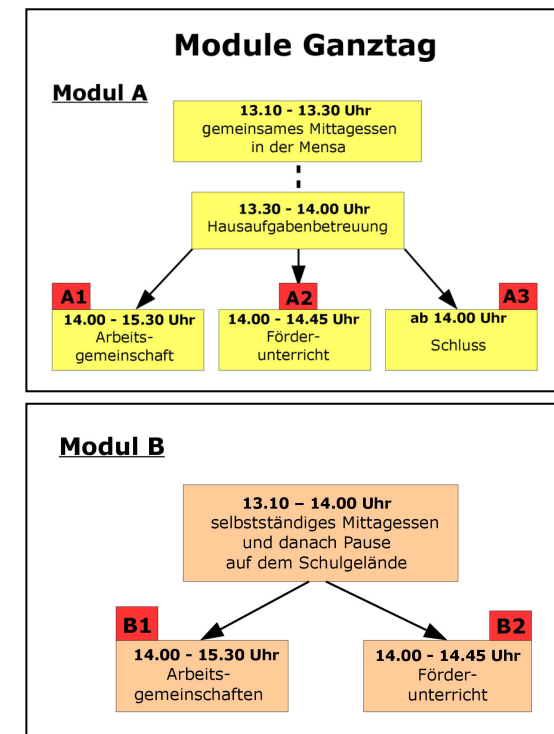 Module Ganztag
Modul A
13.10 - 13.30 Uhr
gemeinsames Mittagessen
in der Mensa
13.30 - 14.00 Uhr
Hausaufgabenbetreuung
A1
14.00 - 15.30 Uhr
Arbeits-
gemeinschaft
A2
14.00 - 14.45 Uhr
Förder-
unterricht
A3
ab 14.00 Uhr
Schluss
Modul B
13.10 – 14.00 Uhr
selbstständiges Mittagessen
und danach Pause
auf dem Schulgelände
B1
14.00 - 15.30 Uhr
Arbeits-
gemeinschaften
B2
14.00 - 14.45 Uhr
Förder-
unterricht